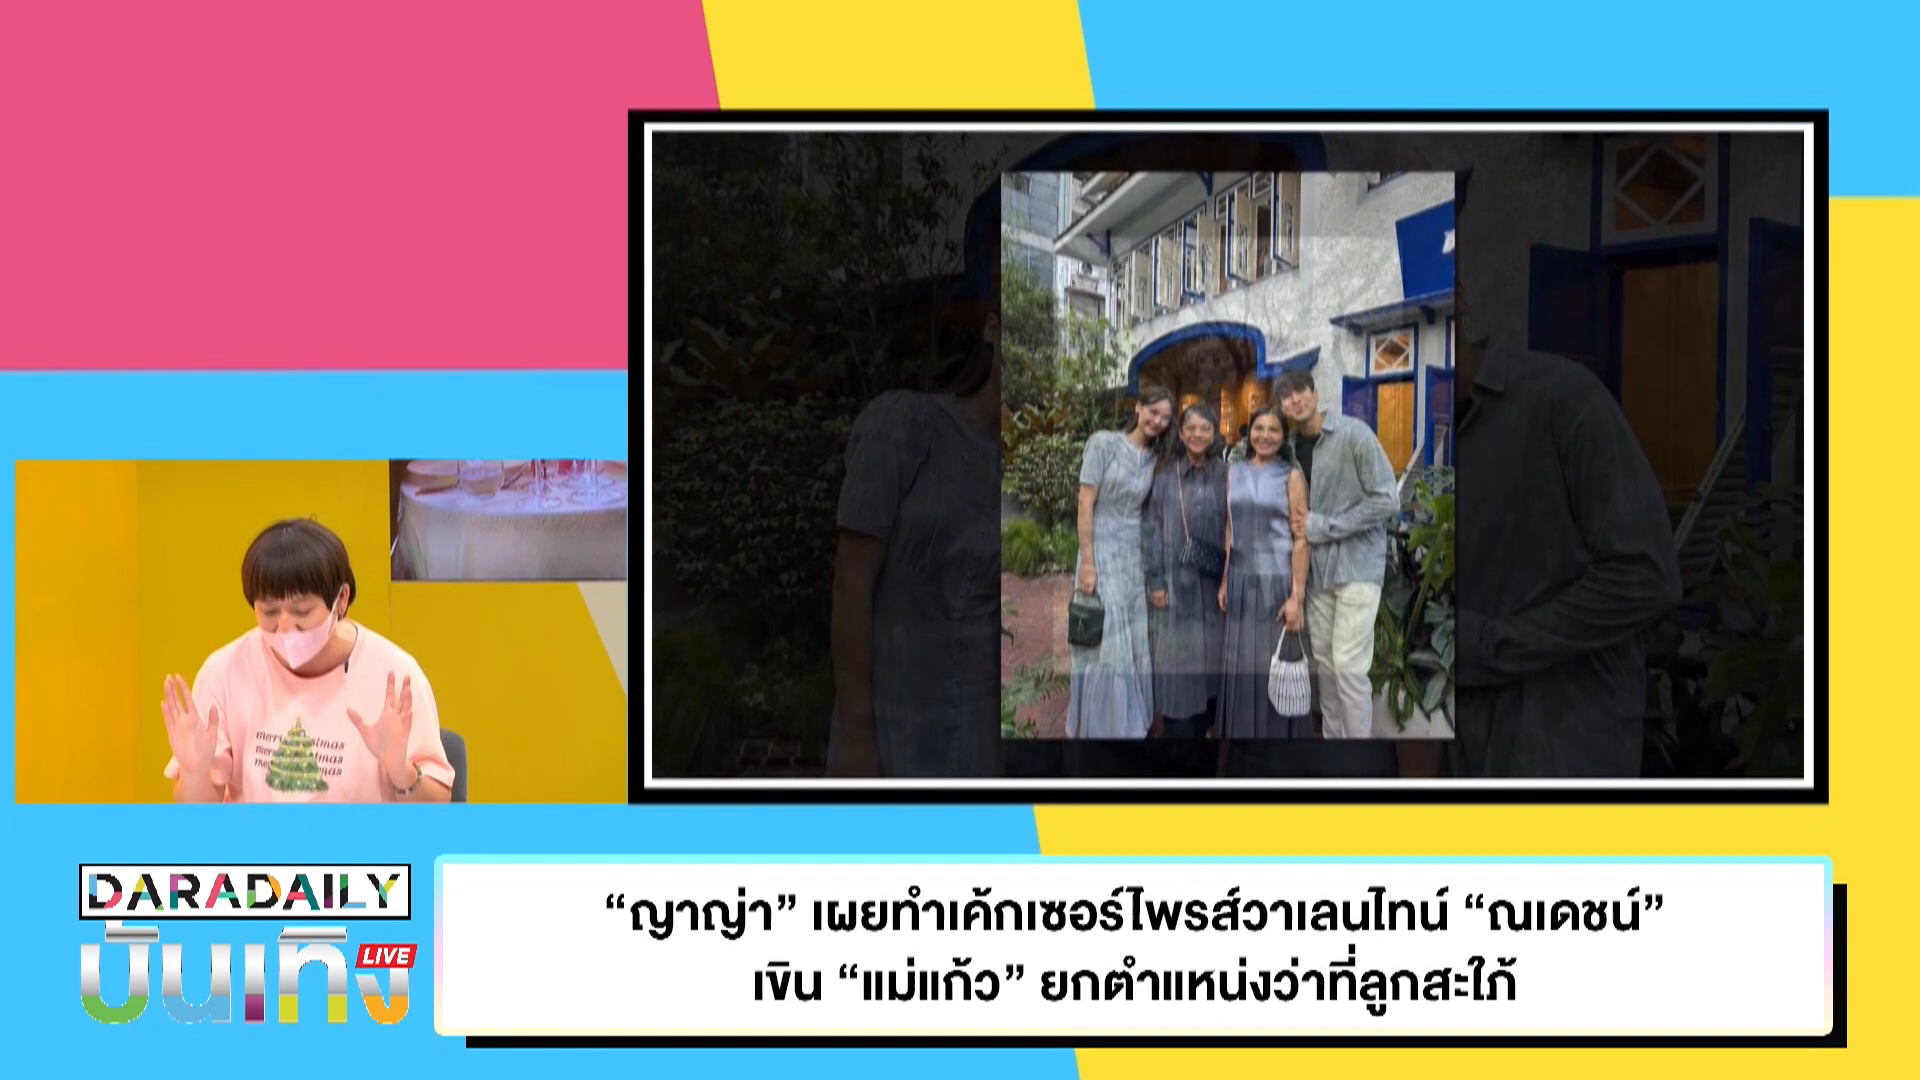 merry christmas
DARADAILY
บันเทิง
LIVE
“ญาญ่า” เผยทำเค้กเซอร์ไพรส์วาเลนไทน์ “ณเดชน์”
เขิน “แม่แก้ว” ยกตำแหน่งว่าที่ลูกสะใภ้